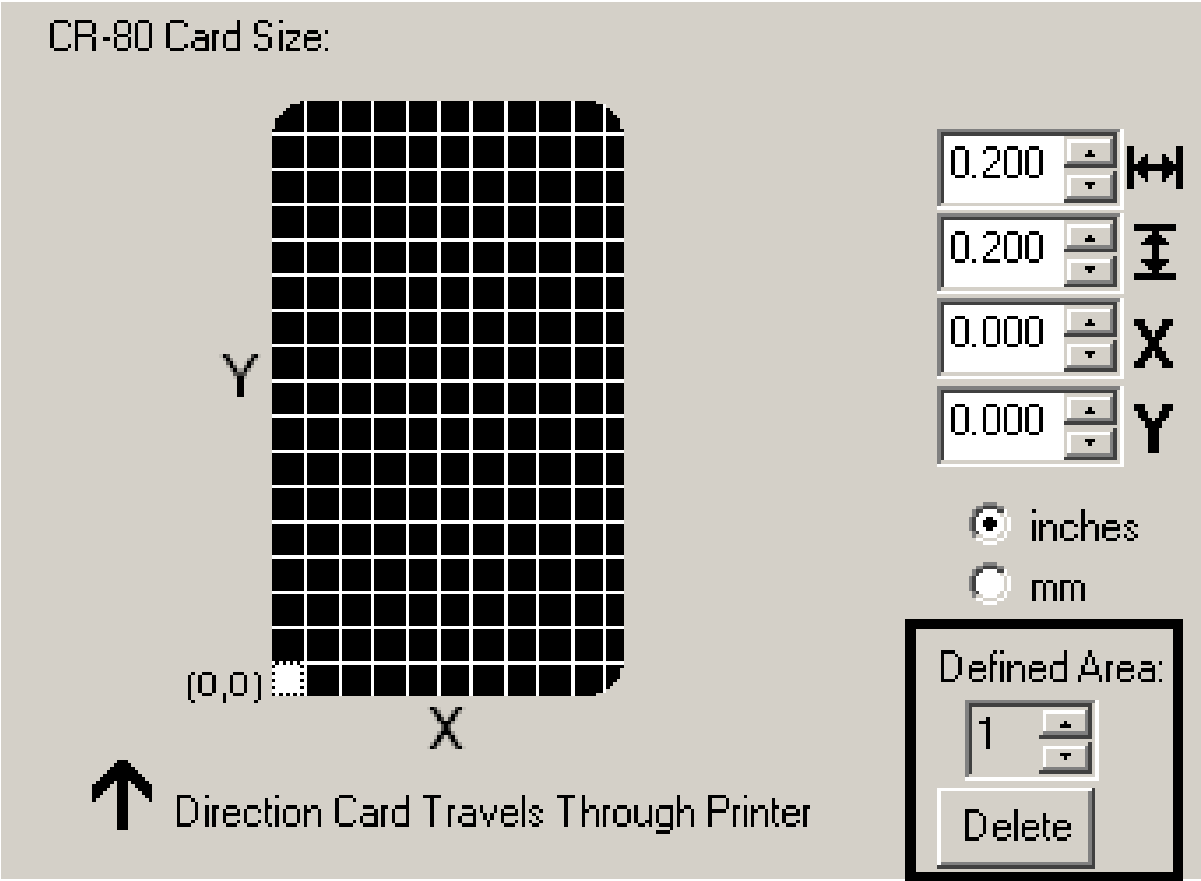 CR-80 Card Size:
0.200
0.200
Y
0.000 X
0.000 Y
inches
mm
(0,0)
X
Defined Area:
1
Direction Card Travels Through Printer
Delete